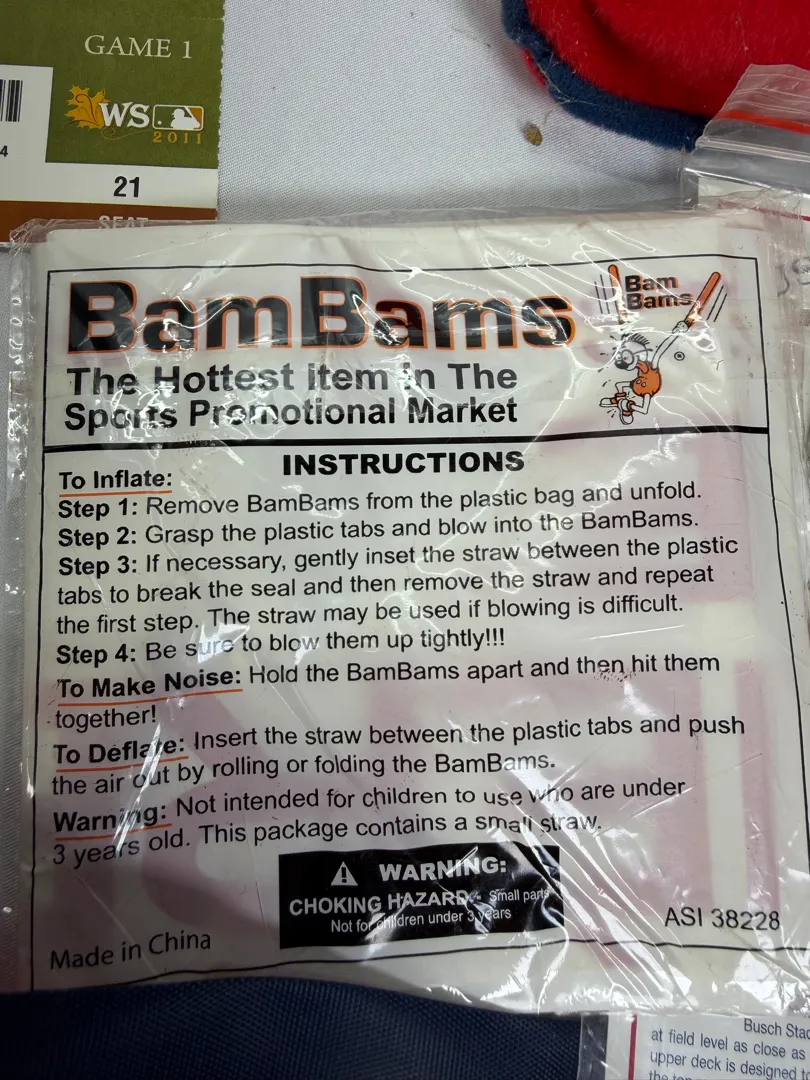 GAME 1
WS
2011
4
21
SEAT
BamBams
Bam
Bams
®
The Hottest item in The
Sports Promotional Market
INSTRUCTIONS
To Inflate:
Step 1: Remove BamBams from the plastic bag and unfold.
Step 2: Grasp the plastic tabs and blow into the BamBams.
Step 3: If necessary, gently inset the straw between the plastic
tabs to break the seal and then remove the straw and repeat
the first step. The straw may be used if blowing is difficult.
Step 4: Be sure to blow them up tightly!!!
To Make Noise: Hold the BamBams apart and then hit them
together!
To Deflate: Insert the straw between the plastic tabs and push
the air out by rolling or folding the BamBams.
Warning: Not intended for children to use who are under
3 years old. This package contains a small straw.
WARNING:
CHOKING HAZARD - Small parts
Not for children under 3 years
ASI 38228
Made in China
Busch
at field level as close as
upper deck is designed